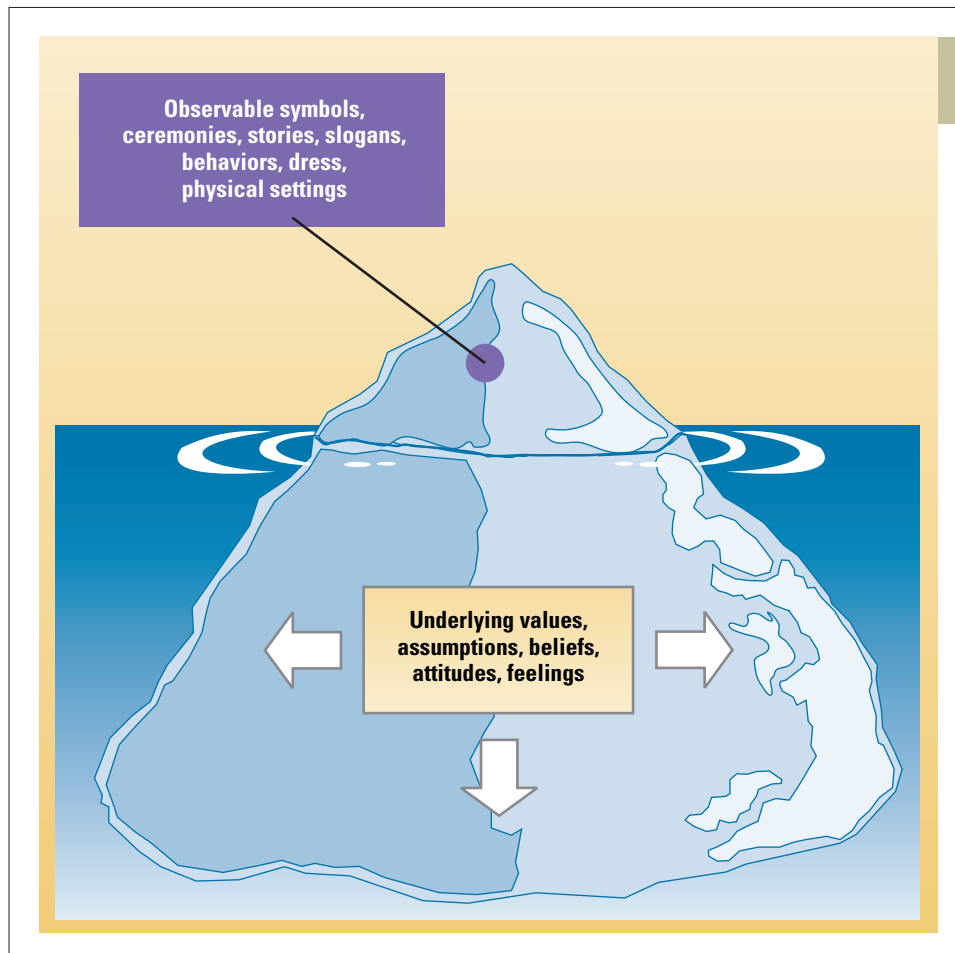 Observable symbols,
ceremonies, stories, slogans,
behaviors, dress,
physical settings
Underlying values,
assumptions, beliefs,
attitudes, feelings